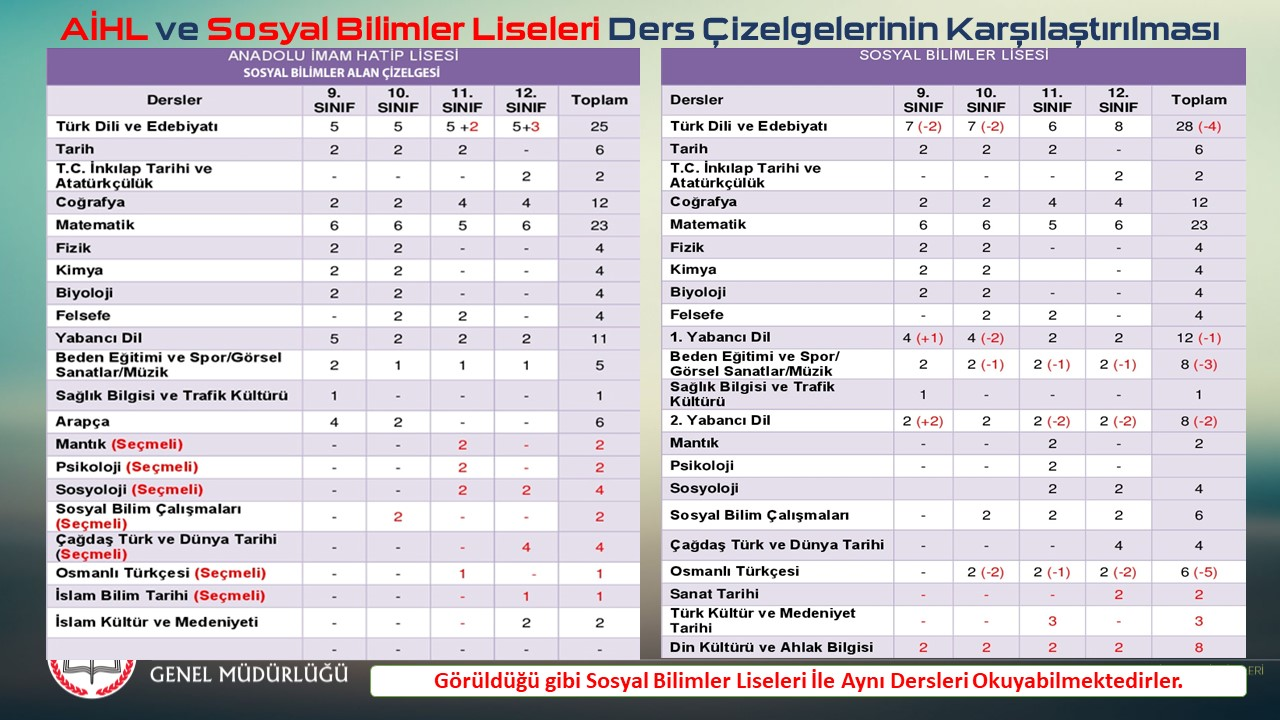 AİHL ve Sosyal Bilimler Liseleri Ders Çizelgelerinin Karşılaştırılması
ANADOLU İMAM HATİP LİSESİ
SOSYAL BİLİMLER ALAN ÇİZELGESİ
Dersler 9. SINIF 10. SINIF 11. SINIF 12. SINIF Toplam
Türk Dili ve Edebiyatı 5 5 5 +2 5+3 25
Tarih 2 2 2 - 6
T.C. İnkılap Tarihi ve
Atatürkçülük - - - 2 2
Coğrafya 2 2 4 4 12
Matematik 6 6 5 6 23
Fizik 2 2 - - 4
Kimya 2 2 - - 4
Biyoloji 2 2 - - 4
Felsefe - 2 2 - 4
Yabancı Dil 5 2 2 2 11
Beden Eğitimi ve Spor/Görsel
Sanatlar/Müzik 2 1 1 1 5
Sağlık Bilgisi ve Trafik Kültürü 1 - - - 1
Arapça 4 2 - - 6
Mantık (Seçmeli) - - 2 - 2
Psikoloji (Seçmeli) - - 2 - 2
Sosyoloji (Seçmeli) - - 2 2 4
Sosyal Bilim Çalışmaları
(Seçmeli) - 2 - - 2
Çağdaş Türk ve Dünya Tarihi
(Seçmeli) - - - 4 4
Osmanlı Türkçesi (Seçmeli) - - 1 - 1
İslam Bilim Tarihi (Seçmeli) - - - 1 1
İslam Kültür ve Medeniyeti - - - 2 2
- - - - -
SOSYAL BİLİMLER LİSESİ
Dersler 9. SINIF 10. SINIF 11. SINIF 12. SINIF Toplam
Türk Dili ve Edebiyatı 7 (-2) 7 (-2) 6 8 28 (-4)
Tarih 2 2 2 - 6
T.C. İnkılap Tarihi ve
Atatürkçülük - - - 2 2
Coğrafya 2 2 4 4 12
Matematik 6 6 5 6 23
Fizik 2 2 - - 4
Kimya 2 2 - 4
Biyoloji 2 2 - - 4
Felsefe - 2 2 - 4
1. Yabancı Dil 4 (+1) 4 (-2) 2 2 12 (-1)
Beden Eğitimi ve Spor/
Görsel Sanatlar/Müzik 2 2 (-1) 2 (-1) 2 (-1) 8 (-3)
Sağlık Bilgisi ve Trafik
Kültürü 1 - - - 1
2. Yabancı Dil 2 (+2) 2 2 (-2) 2 (-2) 8 (-2)
Mantık - - 2 - 2
Psikoloji - - 2 -
Sosyoloji 2 2 4
Sosyal Bilim Çalışmaları - 2 2 2 6
Çağdaş Türk ve Dünya Tarihi - - - 4 4
Osmanlı Türkçesi - 2 (-2) 2 (-1) 2 (-2) 6 (-5)
Sanat Tarihi - - - 2 2
Türk Kültür ve Medeniyet
Tarihi - - 3 - 3
Din Kültürü ve Ahlak Bilgisi 2 2 2 2 8
GENEL MÜDÜRLÜĞÜ
Görüldüğü gibi Sosyal Bilimler Liseleri İle Aynı Dersleri Okuyabilmektedirler.